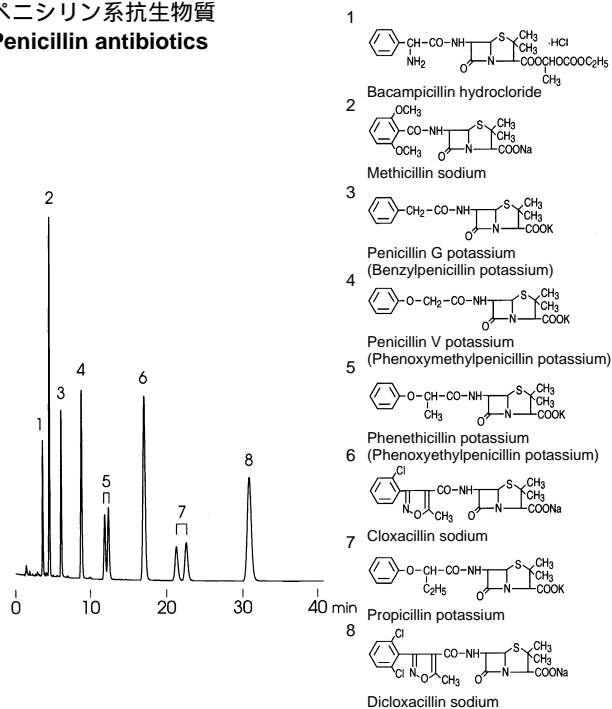 ペニシリン系抗生物質
Penicillin antibiotics
2
4
6
3
1
8
5
7
0 10 20 30 40 min
1
CH CO NH S CH3 CH3 ·HCl
NH2 O N COOCHOCOOC2H5
CH3
Bacampicillin hydrocloride
2
OCH3
CO NH S CH3 CH3
OCH3 O N COONa
Methicillin sodium
3
CH2 CO NH S CH3 CH3
O N COOK
Penicillin G potassium
(Benzylpenicillin potassium)
4
O CH2 CO NH S CH3 CH3
O N COOK
Penicillin V potassium
(Phenoxymethylpenicillin potassium)
5
O CH CO NH S CH3 CH3
CH3 O N COOK
Phenethicillin potassium
(Phenoxyethylpenicillin potassium)
6
Cl
CO NH S CH3 CH3
N O CH3 O N COONa
Cloxacillin sodium
7
O CH CO NH S CH3 CH3
C2H5 O N COOK
Propicillin potassium
8
Cl
CO NH S CH3 CH3
Cl N O CH3 O N COONa
Dicloxacillin sodium